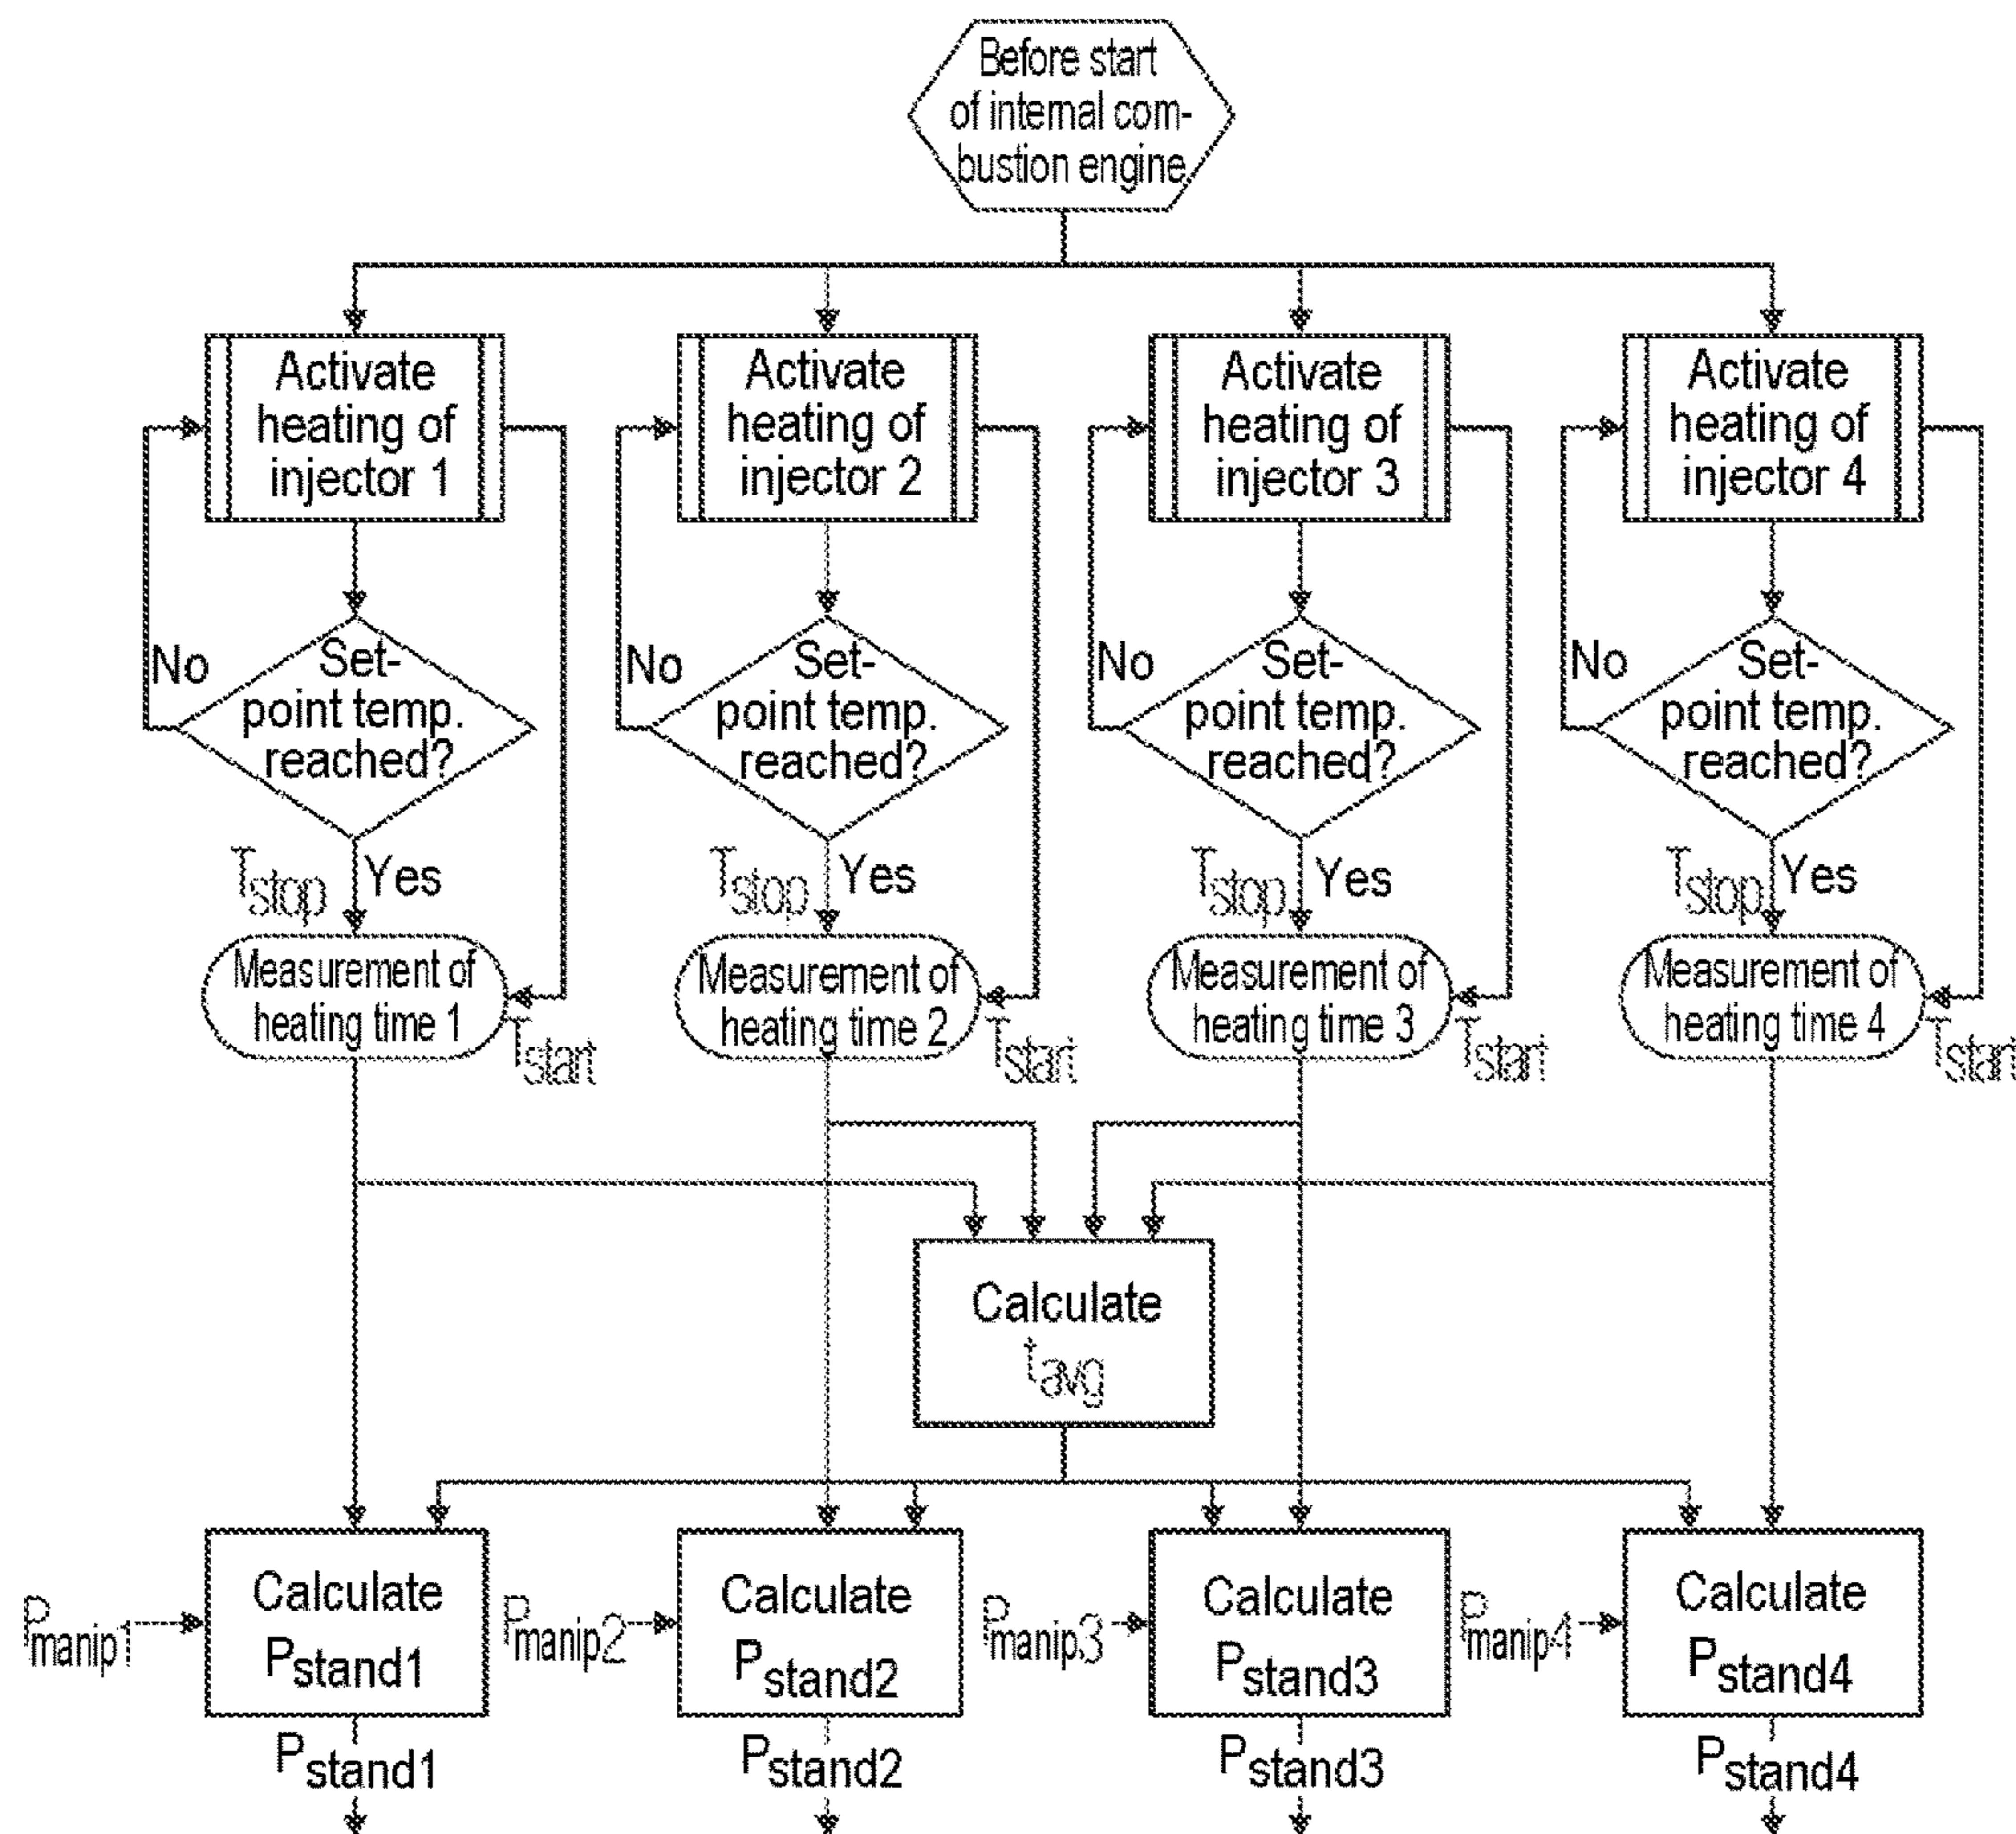 Before start
of internal com-
bustion engine
Activate
heating of
injector 1
Activate
heating of
injector 2
Activate
heating of
injector 3
Activate
heating of
injector 4
No
Set-
point temp.
reached?
No
Set-
point temp.
reached?
No
Set-
point temp.
reached?
No
Set-
point temp.
reached?
Tstop
Yes
Tstop
Yes
Tstop
Yes
Tstop
Yes
Measurement of
heating time 1
Tstart
Measurement of
heating time 2
Tstart
Measurement of
heating time 3
Tstart
Measurement of
heating time 4
Tstart
Calculate
tavg
Pmanip1
Calculate
Pstand1
Pmanip2
Calculate
Pstand2
Pmanip3
Calculate
Pstand3
Pmanip4
Calculate
Pstand4
Pstand1
Pstand2
Pstand3
Pstand4